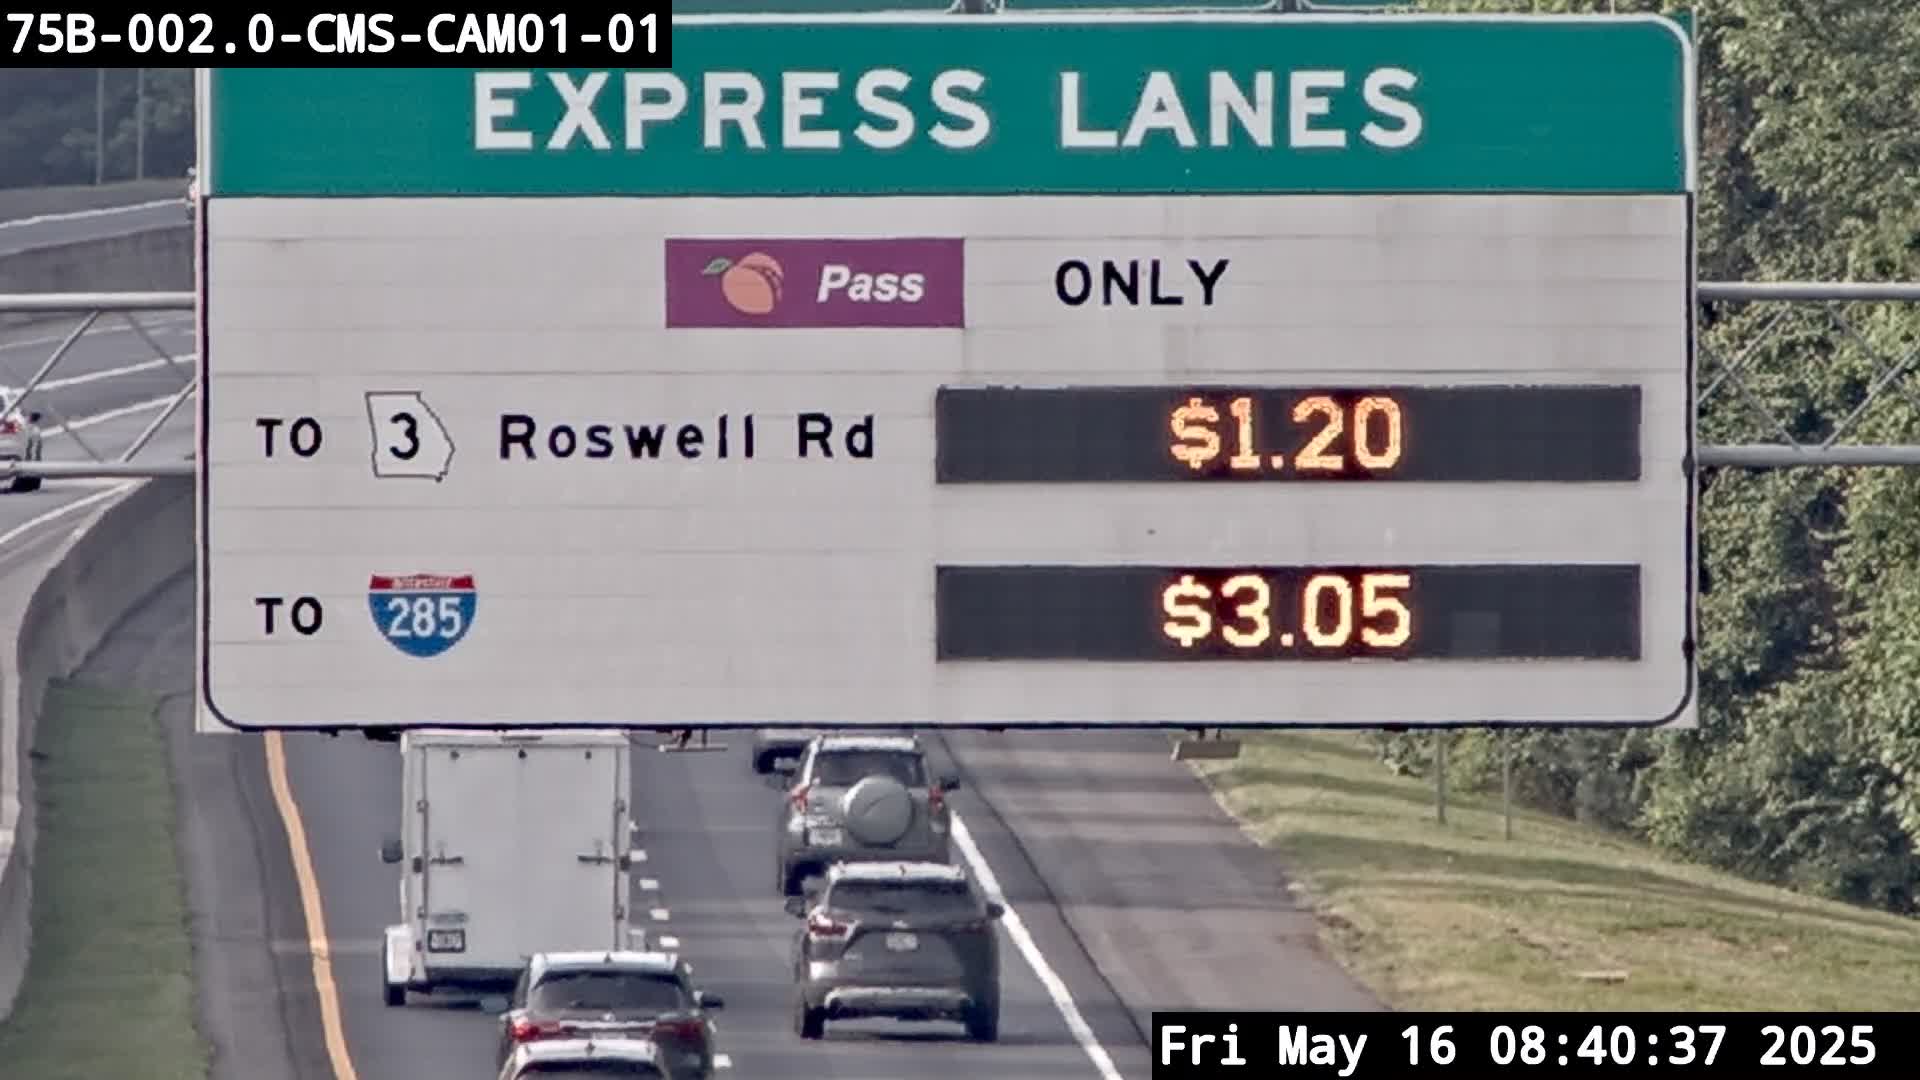 75B-002.0-CMS-CAM01-01
EXPRESS LANES
Pass ONLY
TO 3 Roswell Rd $1.20
INTERSTATE
TO 285 $3.05
Fri May 16 08:40:37 2025